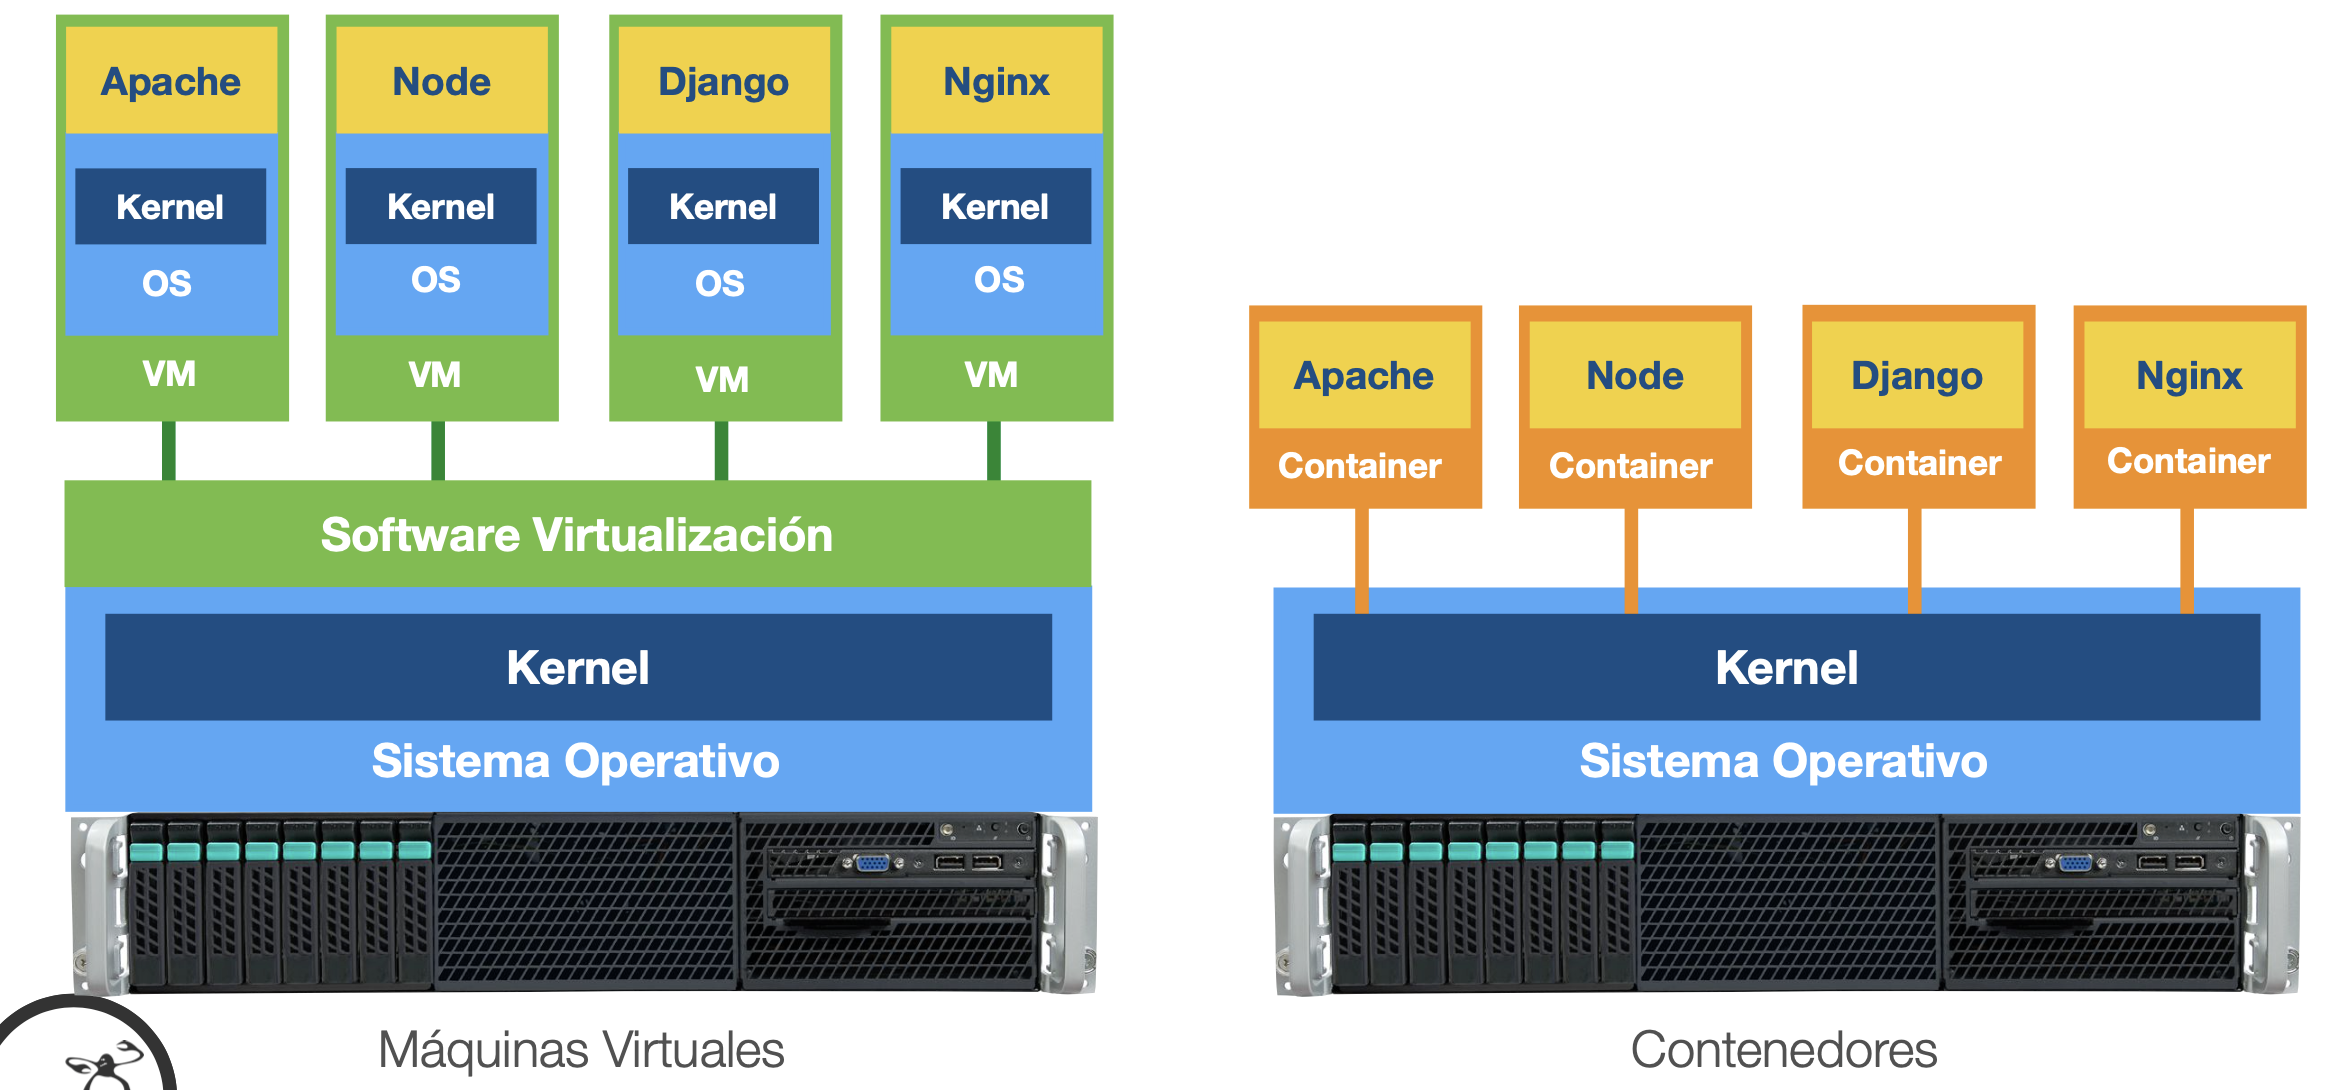 Apache
Node
Django
Nginx
Kernel
Kernel
Kernel
Kernel
OS
OS
OS
OS
VM
VM
VM
VM
Software Virtualización
Kernel
Sistema Operativo
Máquinas Virtuales
Apache
Node
Django
Nginx
Container
Container
Container
Container
Kernel
Sistema Operativo
Contenedores